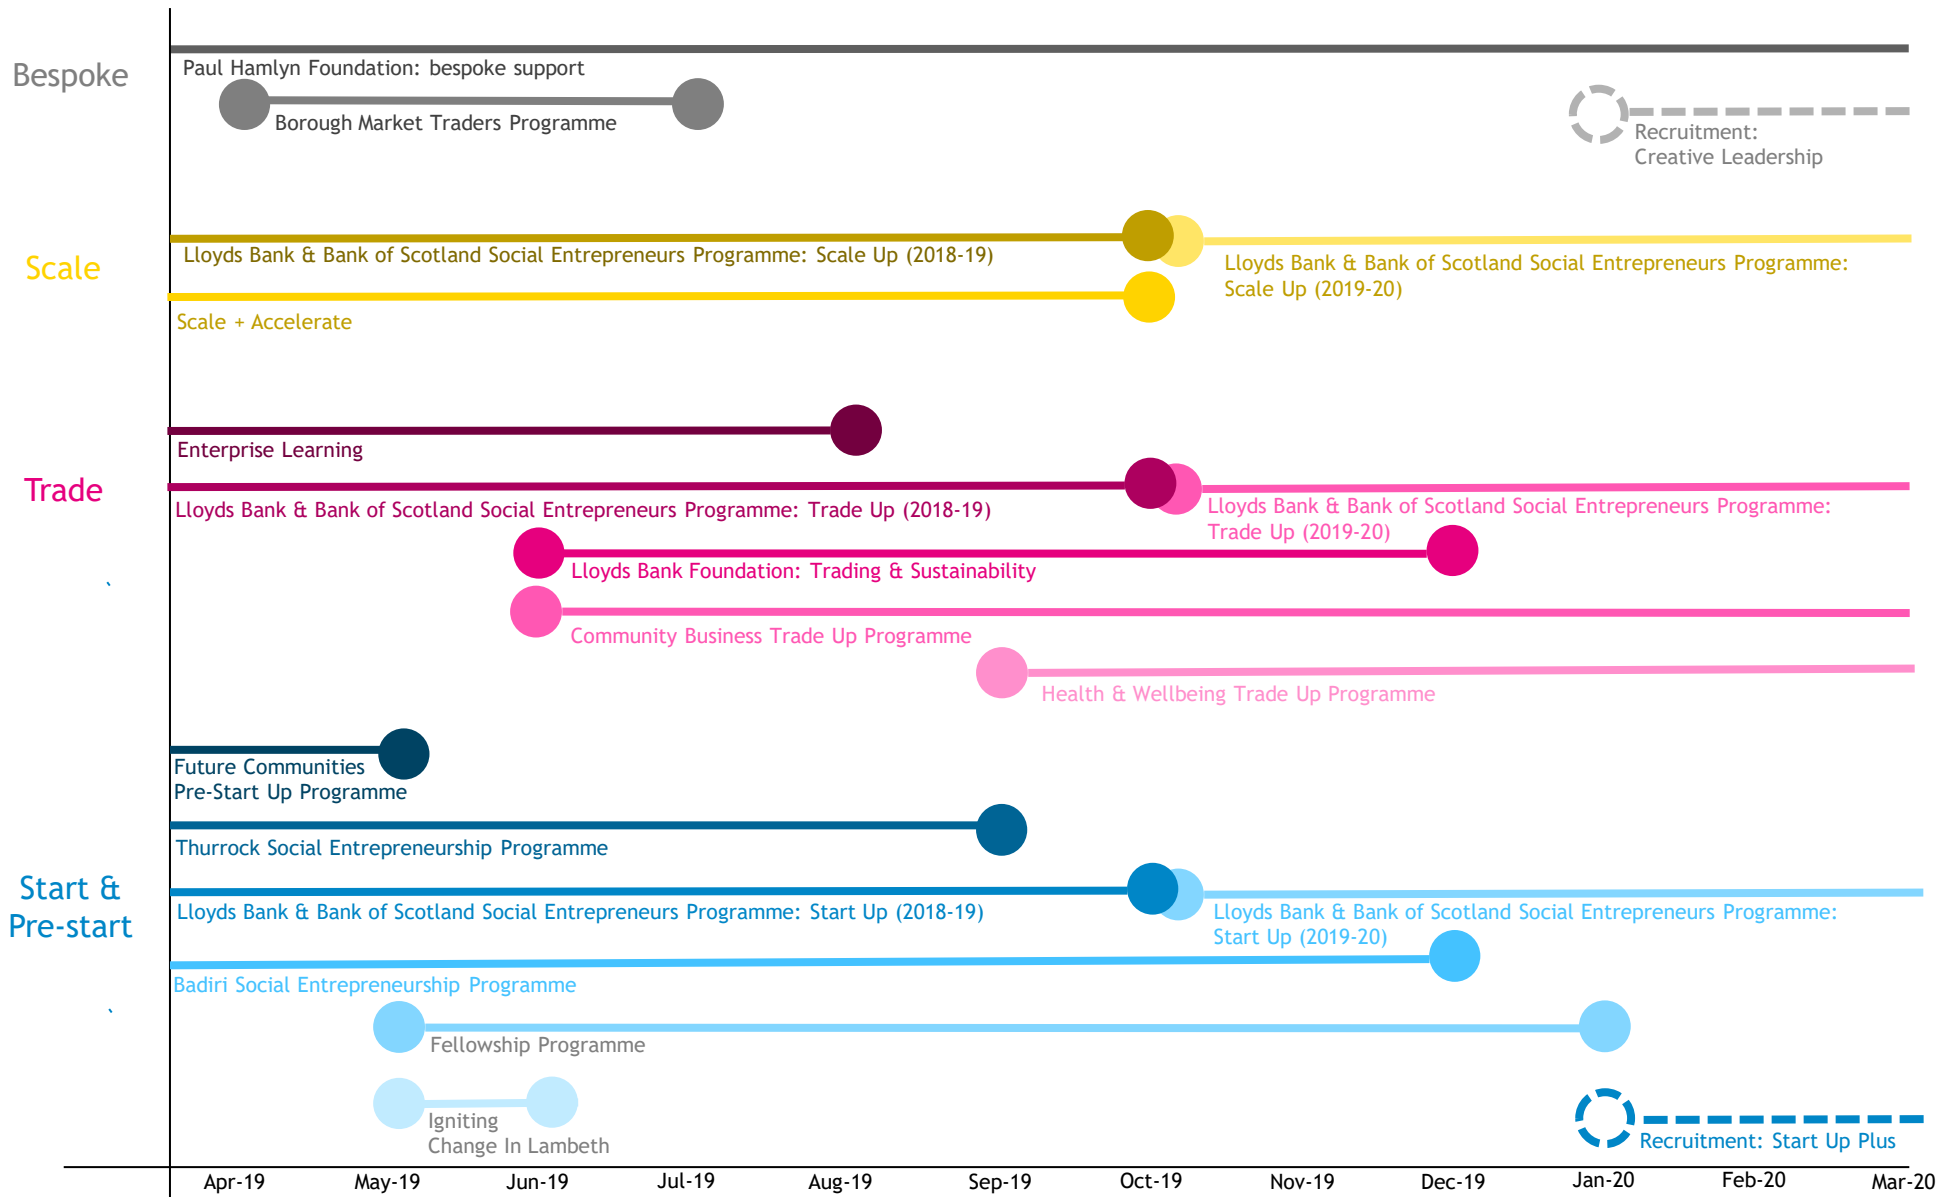 Bespoke
Paul Hamlyn Foundation: bespoke support
Borough Market Traders Programme
Recruitment:
Creative Leadership
Scale
Lloyds Bank & Bank of Scotland Social Entrepreneurs Programme: Scale Up (2018-19)
Lloyds Bank & Bank of Scotland Social Entrepreneurs Programme:
Scale Up (2019-20)
Scale + Accelerate
Trade
Enterprise Learning
Lloyds Bank & Bank of Scotland Social Entrepreneurs Programme: Trade Up (2018-19)
Lloyds Bank & Bank of Scotland Social Entrepreneurs Programme:
Trade Up (2019-20)
Lloyds Bank Foundation: Trading & Sustainability
Community Business Trade Up Programme
Health & Wellbeing Trade Up Programme
Start &
Pre-start
Future Communities
Pre-Start Up Programme
Thurrock Social Entrepreneurship Programme
Lloyds Bank & Bank of Scotland Social Entrepreneurs Programme: Start Up (2018-19)
Lloyds Bank & Bank of Scotland Social Entrepreneurs Programme:
Start Up (2019-20)
Badiri Social Entrepreneurship Programme
Fellowship Programme
Igniting
Change In Lambeth
Recruitment: Start Up Plus
Apr-19 May-19 Jun-19 Jul-19 Aug-19 Sep-19 Oct-19 Nov-19 Dec-19 Jan-20 Feb-20 Mar-20